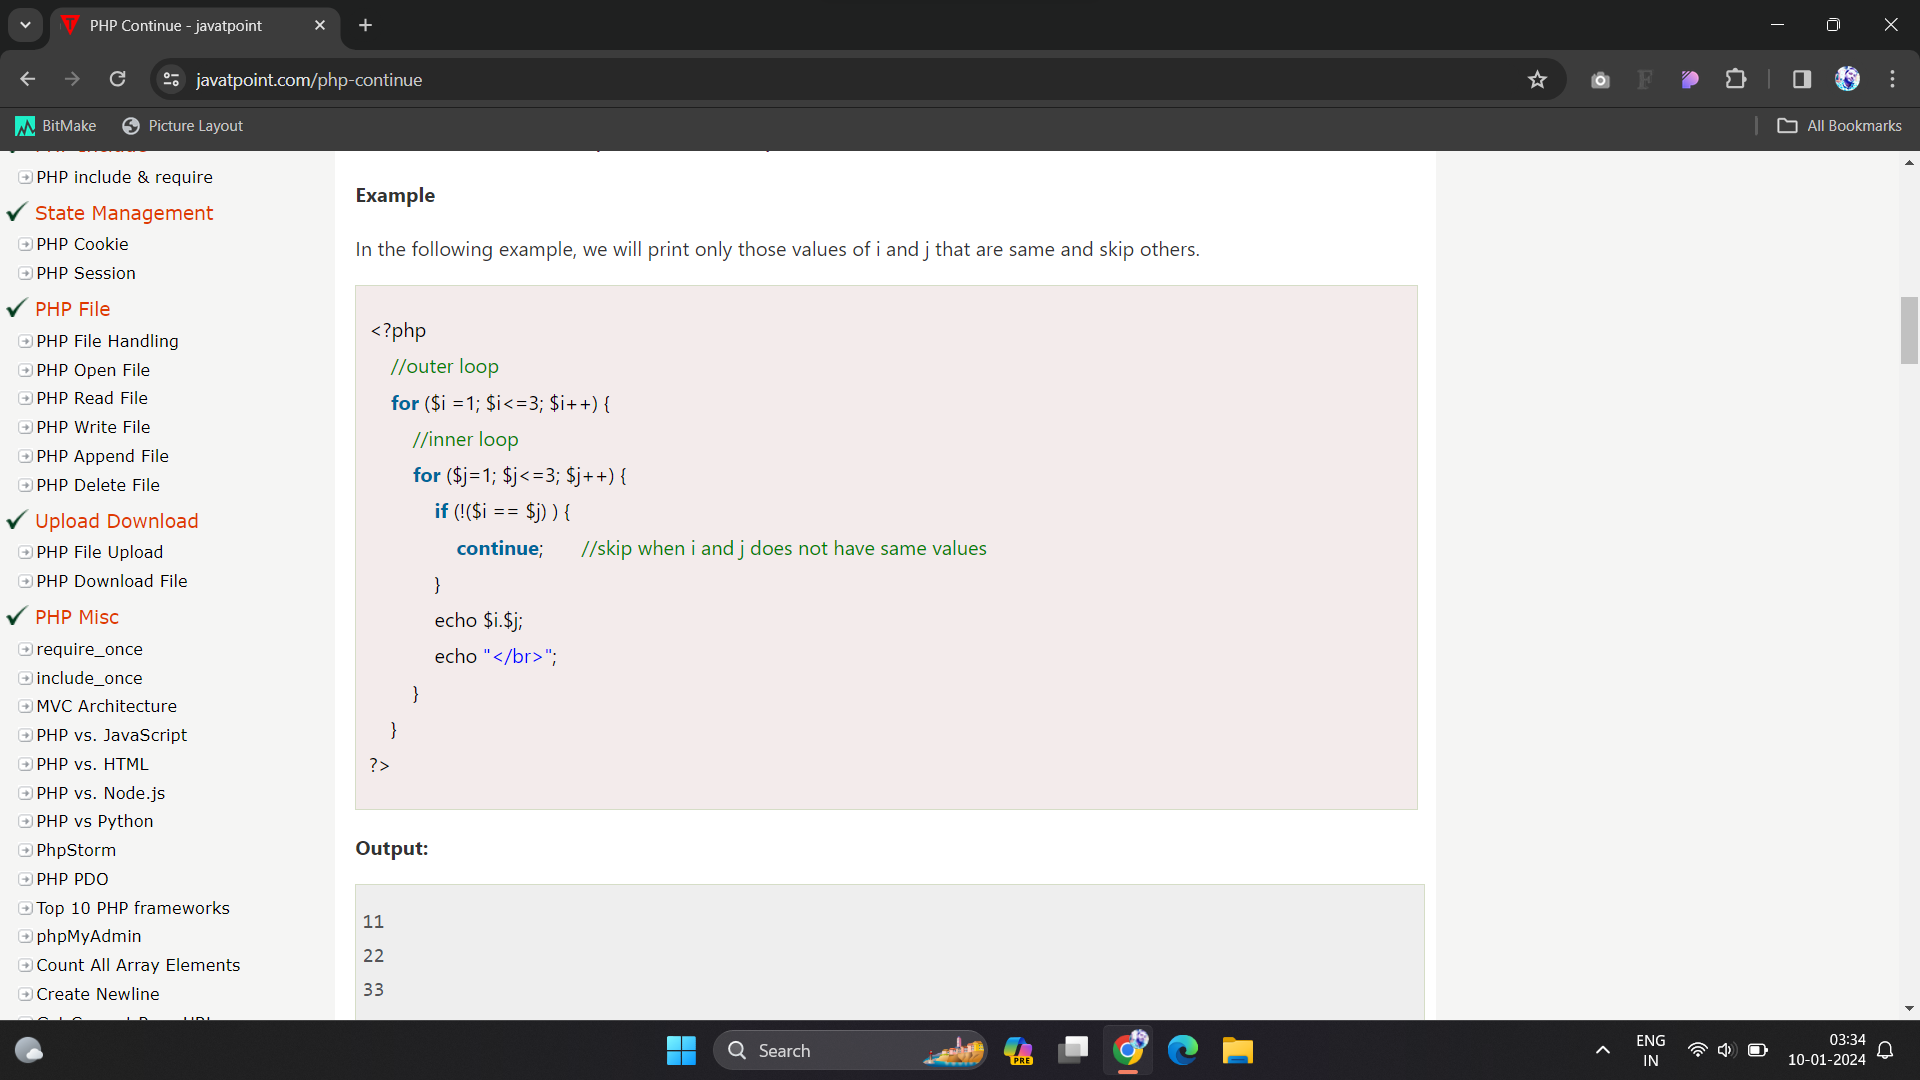 PHP Continue - javatpoint
javatpoint.com/php-continue
BitMake
Picture Layout
All Bookmarks
PHP include & require
State Management
PHP Cookie
PHP Session
PHP File
PHP File Handling
PHP Open File
PHP Read File
PHP Write File
PHP Append File
PHP Delete File
Upload Download
PHP File Upload
PHP Download File
PHP Misc
require_once
include_once
MVC Architecture
PHP vs. JavaScript
PHP vs. HTML
PHP vs. Node.js
PHP vs Python
PhpStorm
PHP PDO
Top 10 PHP frameworks
phpMyAdmin
Count All Array Elements
Create Newline
Example
In the following example, we will print only those values of i and j that are same and skip others.
<?php
//outer loop
for ($i =1; $i<=3; $i++) {
//inner loop
for ($j=1; $j<=3; $j++) {
if (!($i == $j) ) {
continue; //skip when i and j does not have same values
}
echo $i.$j;
echo "</br>";
}
}
?>
Output:
11
22
33
Search
PRE
ENG
IN
03:34
10-01-2024